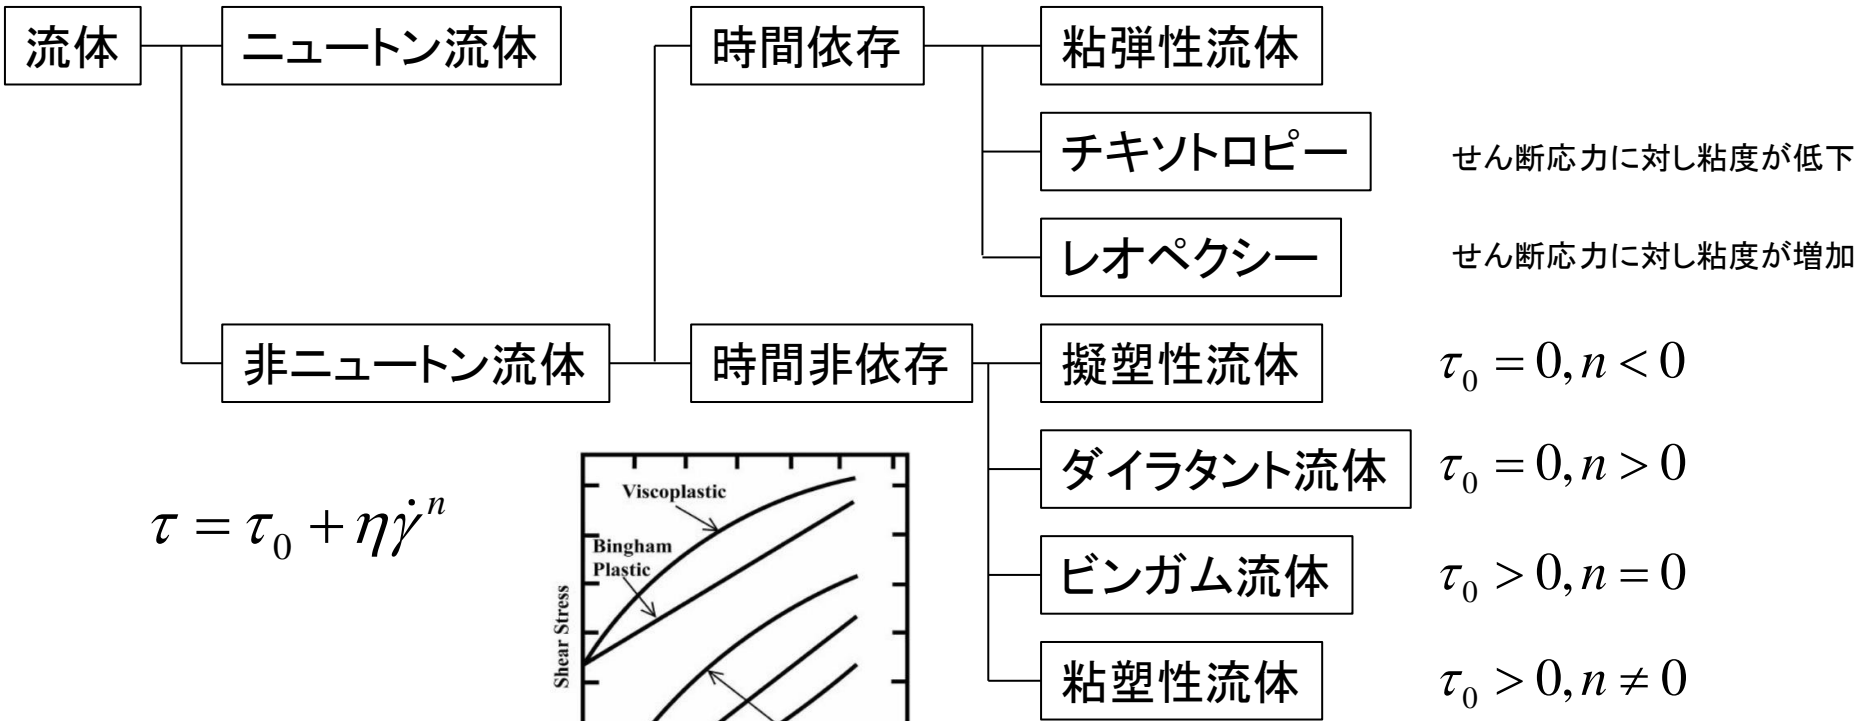 流体
ニュートン流体
時間依存
粘弾性流体
チキソトロピー
せん断応力に対し粘度が低下
レオペクシー
せん断応力に対し粘度が増加
非ニュートン流体
時間非依存
擬塑性流体
τ₀ = 0, n < 0
ダイラタント流体
τ₀ = 0, n > 0
ビンガム流体
τ₀ > 0, n = 0
粘塑性流体
τ₀ > 0, n ≠ 0
τ = τ₀ + ηγ̇ⁿ
Viscoplastic
Bingham
Plastic
Shear Stress